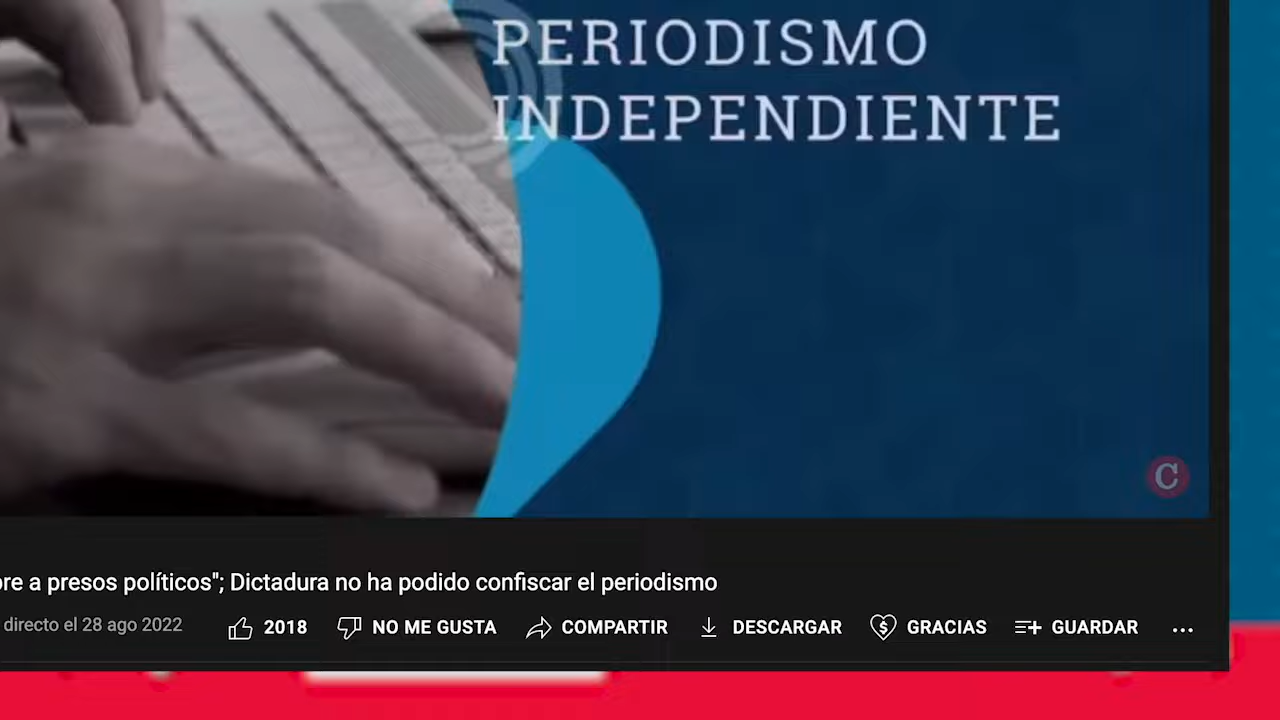 PERIODISMO
INDEPENDIENTE
C
re a presos políticos"; Dictadura no ha podido confiscar el periodismo
directo el 28 ago 2022 2018 NO ME GUSTA COMPARTIR DESCARGAR GRACIAS GUARDAR ...